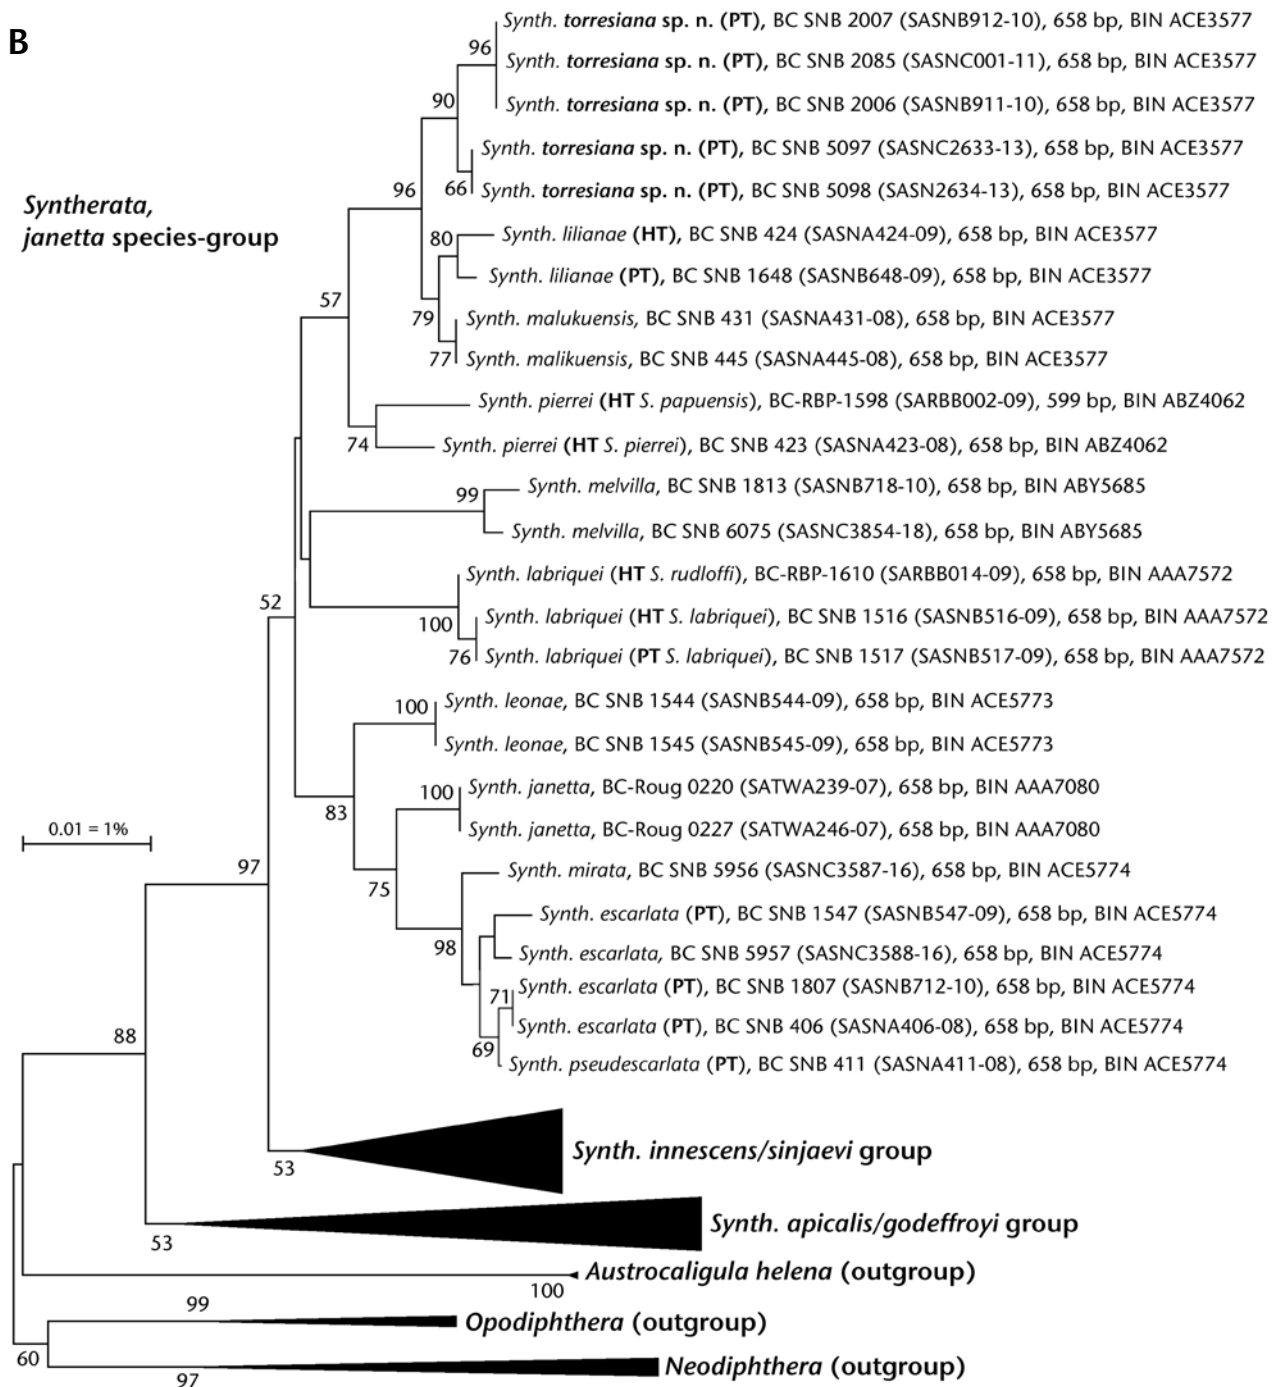 B
Synth. torresiana sp. n. (PT), BC SNB 2007 (SASNB912-10), 658 bp, BIN ACE3577
96
Synth. torresiana sp. n. (PT), BC SNB 2085 (SASNC001-11), 658 bp, BIN ACE3577
90
Synth. torresiana sp. n. (PT), BC SNB 2006 (SASNB911-10), 658 bp, BIN ACE3577
Synth. torresiana sp. n. (PT), BC SNB 5097 (SASNC2633-13), 658 bp, BIN ACE3577
96
66
Synth. torresiana sp. n. (PT), BC SNB 5098 (SASN2634-13), 658 bp, BIN ACE3577
Syntherata,
janetta species-group
80
Synth. lilianae (HT), BC SNB 424 (SASNA424-09), 658 bp, BIN ACE3577
Synth. lilianae (PT), BC SNB 1648 (SASNB648-09), 658 bp, BIN ACE3577
57
79
Synth. malukuensis, BC SNB 431 (SASNA431-08), 658 bp, BIN ACE3577
77
Synth. malikuensis, BC SNB 445 (SASNA445-08), 658 bp, BIN ACE3577
Synth. pierrei (HT S. papuensis), BC-RBP-1598 (SARBB002-09), 599 bp, BIN ABZ4062
74
Synth. pierrei (HT S. pierrei), BC SNB 423 (SASNA423-08), 658 bp, BIN ABZ4062
99
Synth. melvilla, BC SNB 1813 (SASNB718-10), 658 bp, BIN ABY5685
Synth. melvilla, BC SNB 6075 (SASNC3854-18), 658 bp, BIN ABY5685
Synth. labriquei (HT S. rudloffi), BC-RBP-1610 (SARBB014-09), 658 bp, BIN AAA7572
52
100
Synth. labriquei (HT S. labriquei), BC SNB 1516 (SASNB516-09), 658 bp, BIN AAA7572
76
Synth. labriquei (PT S. labriquei), BC SNB 1517 (SASNB517-09), 658 bp, BIN AAA7572
100
Synth. leonae, BC SNB 1544 (SASNB544-09), 658 bp, BIN ACE5773
Synth. leonae, BC SNB 1545 (SASNB545-09), 658 bp, BIN ACE5773
100
Synth. janetta, BC-Roug 0220 (SATWA239-07), 658 bp, BIN AAA7080
83
0.01 = 1%
Synth. janetta, BC-Roug 0227 (SATWA246-07), 658 bp, BIN AAA7080
97
75
Synth. mirata, BC SNB 5956 (SASNC3587-16), 658 bp, BIN ACE5774
Synth. escarlata (PT), BC SNB 1547 (SASNB547-09), 658 bp, BIN ACE5774
98
Synth. escarlata, BC SNB 5957 (SASNC3588-16), 658 bp, BIN ACE5774
71
Synth. escarlata (PT), BC SNB 1807 (SASNB712-10), 658 bp, BIN ACE5774
88
Synth. escarlata (PT), BC SNB 406 (SASNA406-08), 658 bp, BIN ACE5774
69
Synth. pseudescarlata (PT), BC SNB 411 (SASNA411-08), 658 bp, BIN ACE5774
Synth. innescens/sinjaevi group
53
Synth. apicalis/godeffroyi group
53
Austrocaligula helena (outgroup)
100
99
Opodiphthera (outgroup)
60
Neodiphthera (outgroup)
97